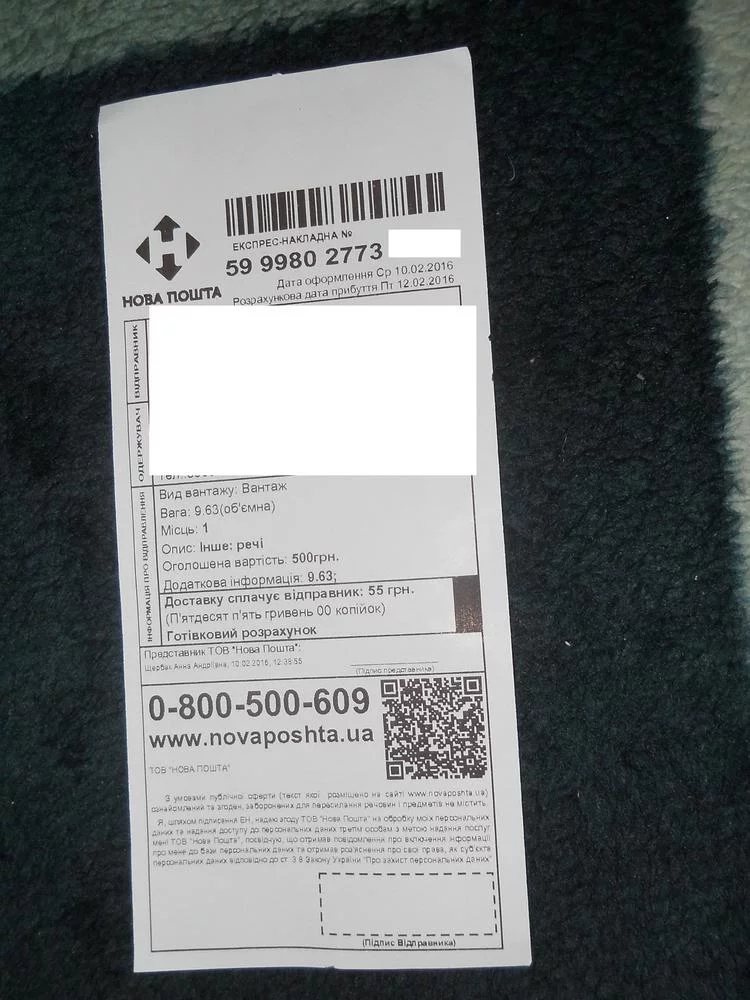 ЕКСПРЕС-НАКЛАДНА №
59 9980 2773
Дата оформлення Ср 10.02.2016
Розрахункова дата прибуття Пт 12.02.2016
НОВА ПОШТА
ВІДПРАВНИК
ОДЕРЖУВАЧ
ІНФОРМАЦІЯ ПРО ВІДПРАВЛЕННЯ
Вид вантажу: Вантаж
Вага: 9.63(об'ємна)
Місць: 1
Опис: Інше: речі
Оголошена вартість: 500грн.
Додаткова інформація: 9.63;
Доставку сплачує відправник: 55 грн.
(П'ятдесят п'ять гривень 00 копійок)
Готівковий розрахунок
Представник ТОВ "Нова Пошта":
Щербак Анна Андріївна, 10.02.2016, 12:38:55
(Підпис представника)
0-800-500-609
www.novaposhta.ua
ТОВ "НОВА ПОШТА"
З умовами публічної оферти (текст якої розміщено на сайті www.novaposhta.ua)
ознайомлений та згоден, заборонених для пересилання речовин і предметів не містить.
Я, шляхом підписання ЕН, надаю згоду ТОВ "Нова Пошта" на обробку моїх персональних
даних та надання доступу до персональних даних третім особам з метою надання послуг
мені ТОВ "Нова Пошта", посвідчую, що отримав повідомлення про включення інформації
про мене до бази персональних даних та отримав роз'яснення про свої права, як суб'єкта
персональних даних відповідно до ст. 8 Закону України "Про захист персональних даних"
(Підпис Відправника)